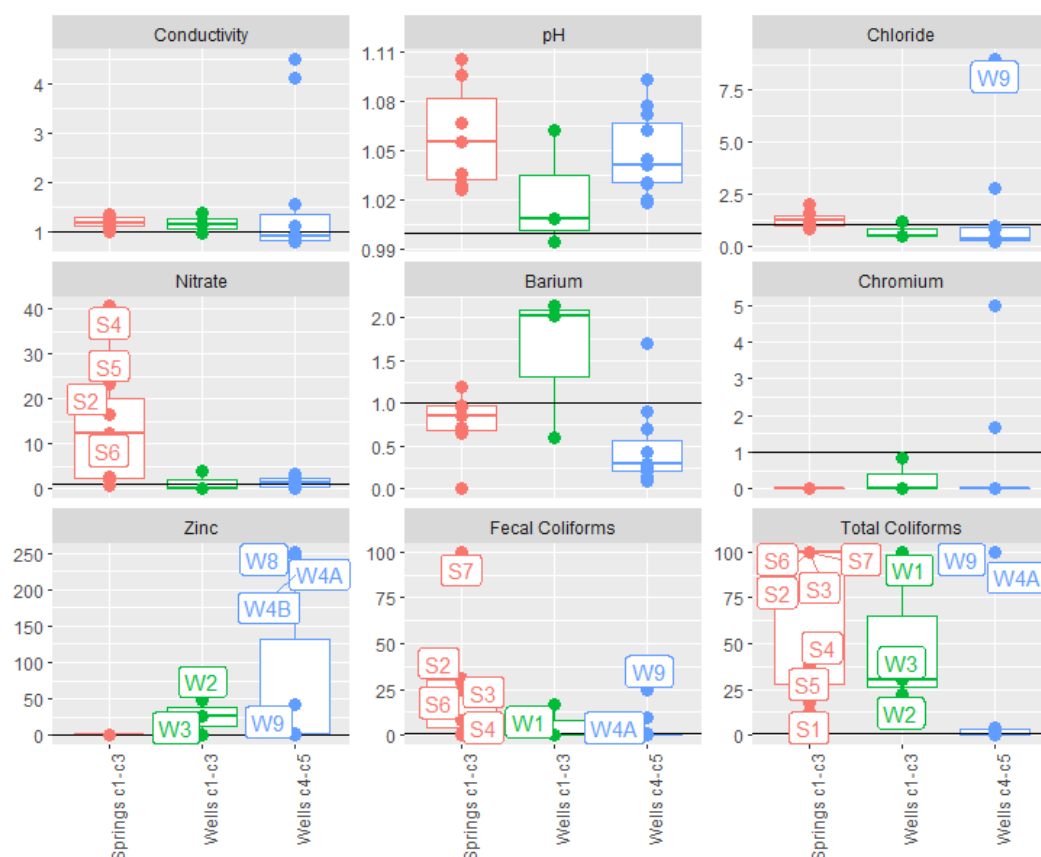 Conductivity
pH
Chloride
4
3
2
1
1.11
1.08
1.05
1.02
0.99
7.5
5.0
2.5
0.0
W9
Nitrate
Barium
Chromium
40
30
20
10
0
S4
S5
S2
S6
2.0
1.5
1.0
0.5
0.0
5
4
3
2
1
0
Zinc
Fecal Coliforms
Total Coliforms
250
200
150
100
50
0
W8
W4A
W4B
W2
W3
W9
100
75
50
25
0
S7
S2
S3
S6
S4
W1
W9
W4A
100
75
50
25
0
S6
S7
S2
S3
S4
S5
S1
W1
W3
W2
W9
W4A
Springs c1-c3
Wells c1-c3
Wells c4-c5
Springs c1-c3
Wells c1-c3
Wells c4-c5
Springs c1-c3
Wells c1-c3
Wells c4-c5